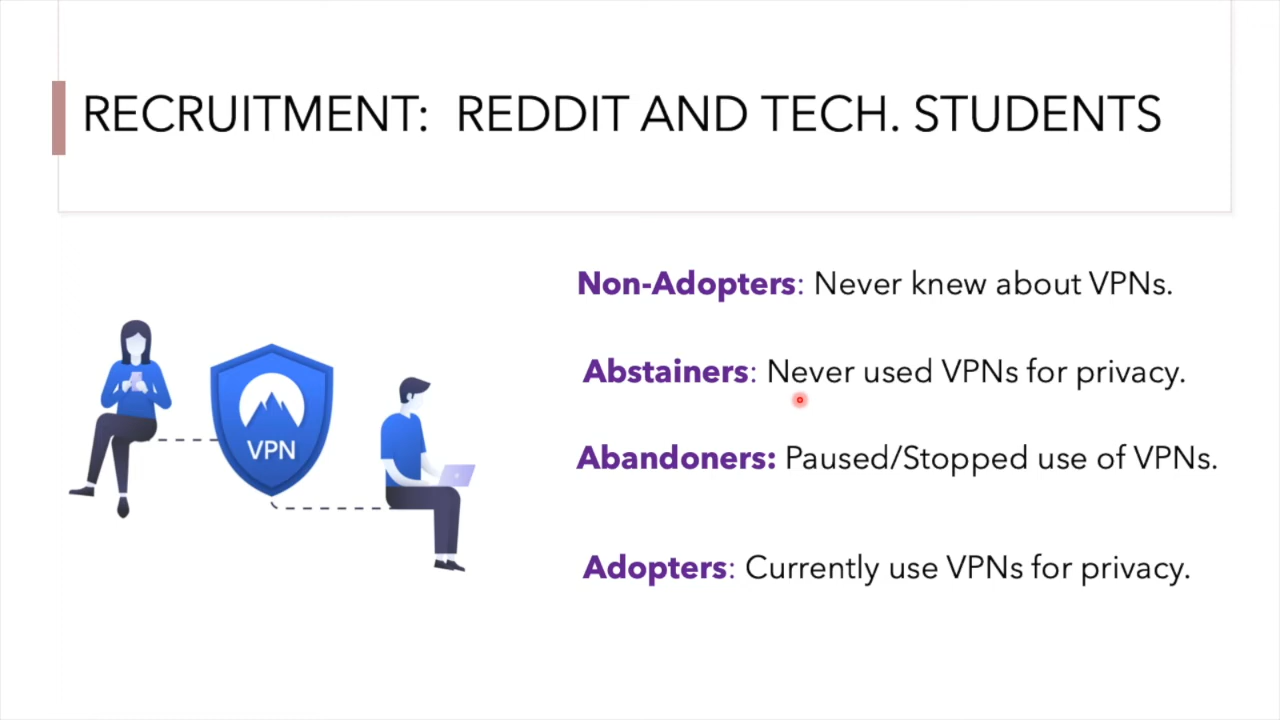 RECRUITMENT: REDDIT AND TECH. STUDENTS
Non-Adopters: Never knew about VPNs.
Abstainers: Never used VPNs for privacy.
VPN
Abandoners: Paused/Stopped use of VPNs.
Adopters: Currently use VPNs for privacy.